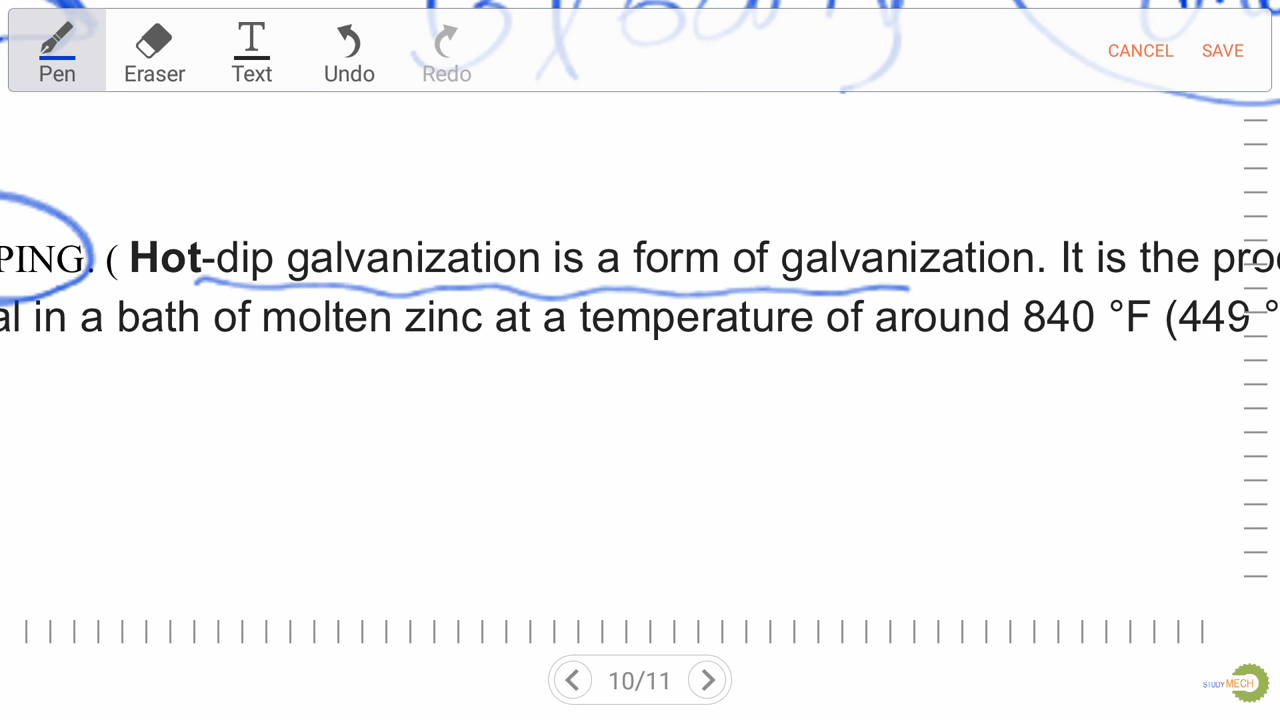 Pen
Eraser
Text
Undo
Redo
CANCEL
SAVE
PING. ( Hot-dip galvanization is a form of galvanization. It is the pro
al in a bath of molten zinc at a temperature of around 840 °F (449 °
10/11
STUDY MECH